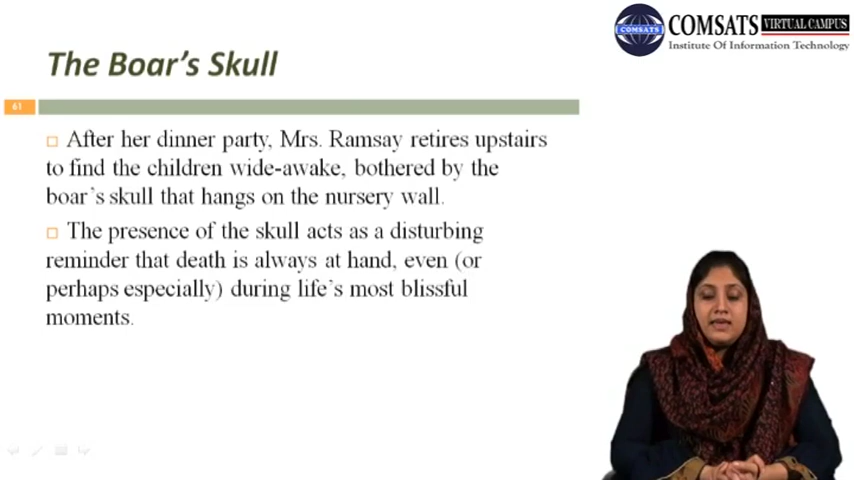 COMSATS VIRTUAL CAMPUS
COMSATS
Institute Of Information Technology
The Boar's Skull
61
After her dinner party, Mrs. Ramsay retires upstairs
to find the children wide-awake, bothered by the
boar's skull that hangs on the nursery wall.
The presence of the skull acts as a disturbing
reminder that death is always at hand, even (or
perhaps especially) during life's most blissful
moments.